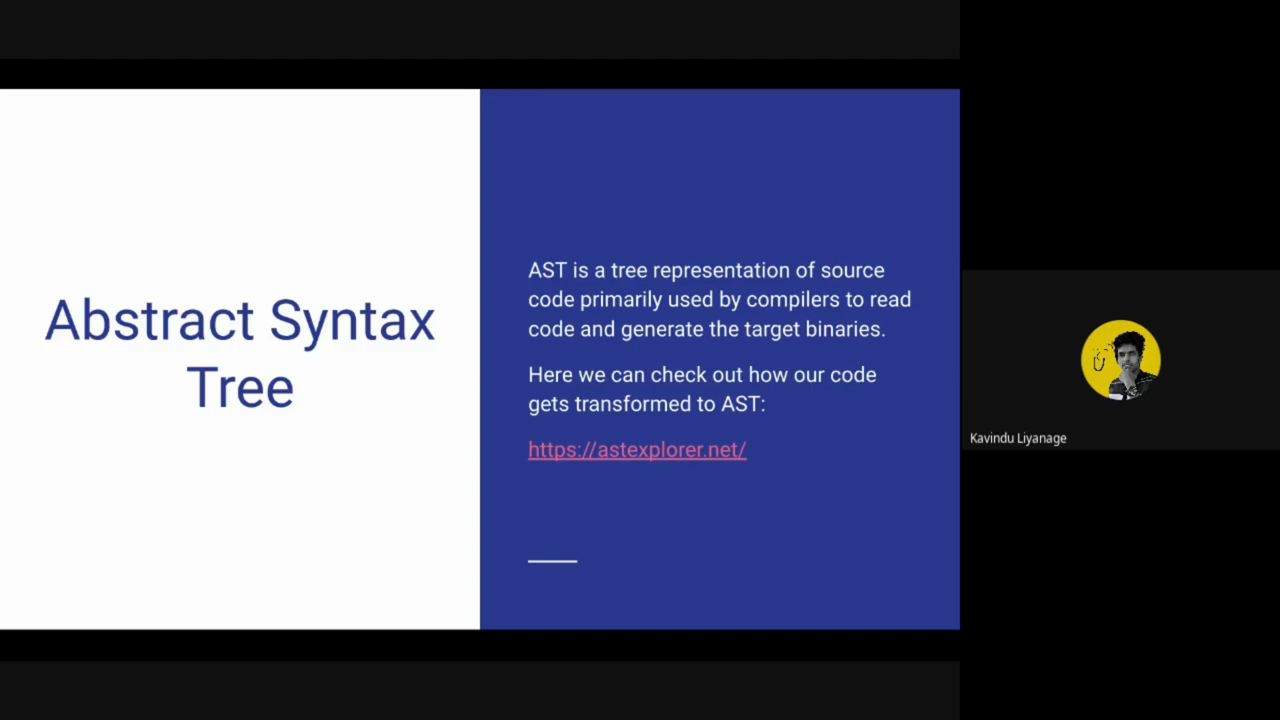 Abstract Syntax
Tree
AST is a tree representation of source
code primarily used by compilers to read
code and generate the target binaries.
Here we can check out how our code
gets transformed to AST:
https://astexplorer.net/
Kavindu Liyanage